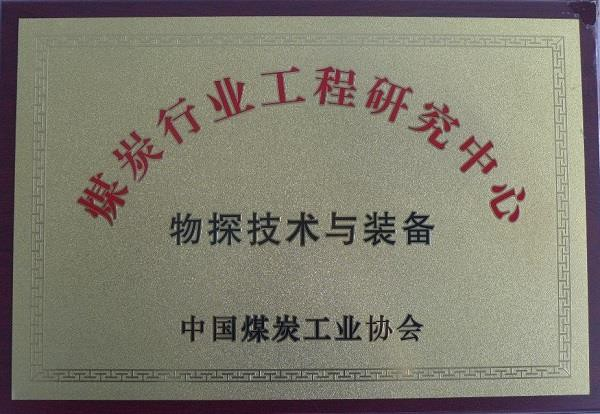 煤炭行业工程研究中心
物探技术与装备
中国煤炭工业协会